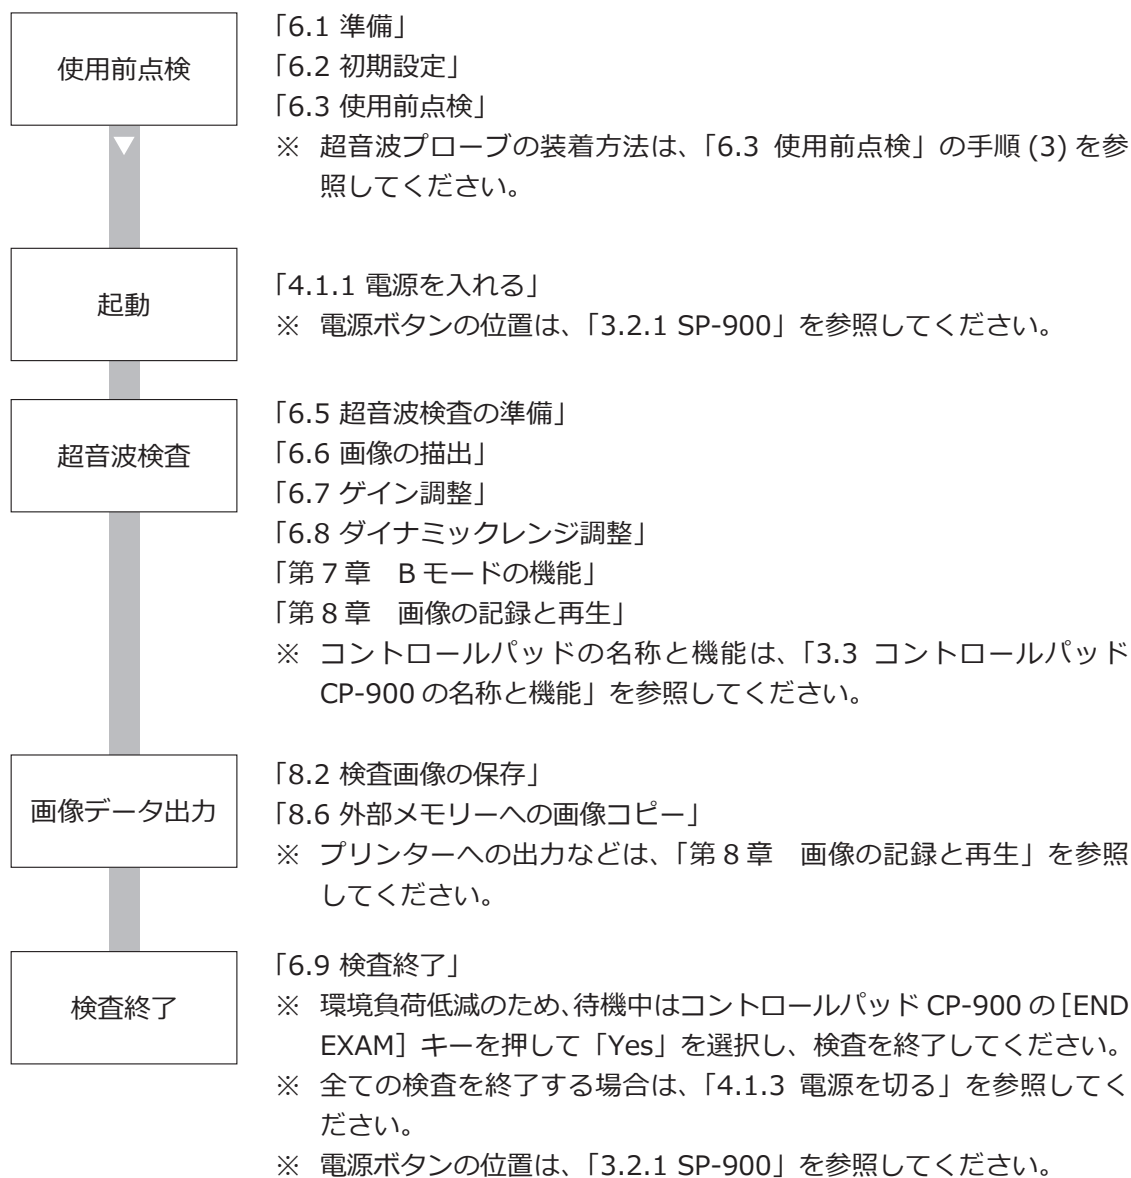 使用前点検
「6.1 準備」
「6.2 初期設定」
「6.3 使用前点検」
※ 超音波プローブの装着方法は、「6.3 使用前点検」の手順 (3) を参
照してください。
起動
「4.1.1 電源を入れる」
※ 電源ボタンの位置は、「3.2.1 SP-900」を参照してください。
超音波検査
「6.5 超音波検査の準備」
「6.6 画像の描出」
「6.7 ゲイン調整」
「6.8 ダイナミックレンジ調整」
「第 7 章　B モードの機能」
「第 8 章　画像の記録と再生」
※ コントロールパッドの名称と機能は、「3.3 コントロールパッド
CP-900 の名称と機能」を参照してください。
画像データ出力
「8.2 検査画像の保存」
「8.6 外部メモリーへの画像コピー」
※ プリンターへの出力などは、「第 8 章　画像の記録と再生」を参照
してください。
検査終了
「6.9 検査終了」
※ 環境負荷低減のため、待機中はコントロールパッド CP-900 の［END
EXAM］キーを押して「Yes」を選択し、検査を終了してください。
※ 全ての検査を終了する場合は、「4.1.3 電源を切る」を参照してく
ださい。
※ 電源ボタンの位置は、「3.2.1 SP-900」を参照してください。